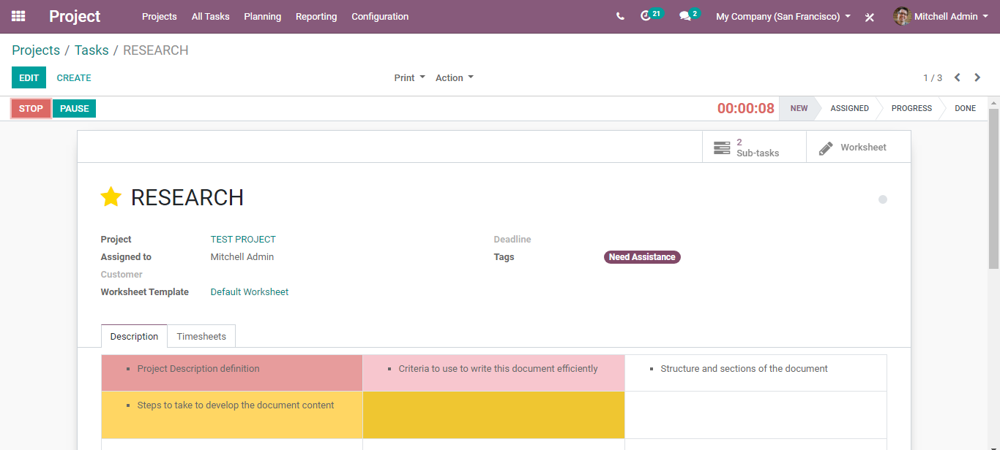 Project Projects All Tasks Planning Reporting Configuration 21 2 My Company (San Francisco) Mitchell Admin
Projects / Tasks / RESEARCH
EDIT CREATE Print Action 1 / 3
STOP PAUSE 00:00:08 NEW ASSIGNED PROGRESS DONE
2
Sub-tasks
Worksheet
RESEARCH
Project TEST PROJECT Deadline
Assigned to Mitchell Admin Tags Need Assistance
Customer
Worksheet Template Default Worksheet
Description Timesheets
▪ Project Description definition ▪ Criteria to use to write this document efficiently ▪ Structure and sections of the document
▪ Steps to take to develop the document content